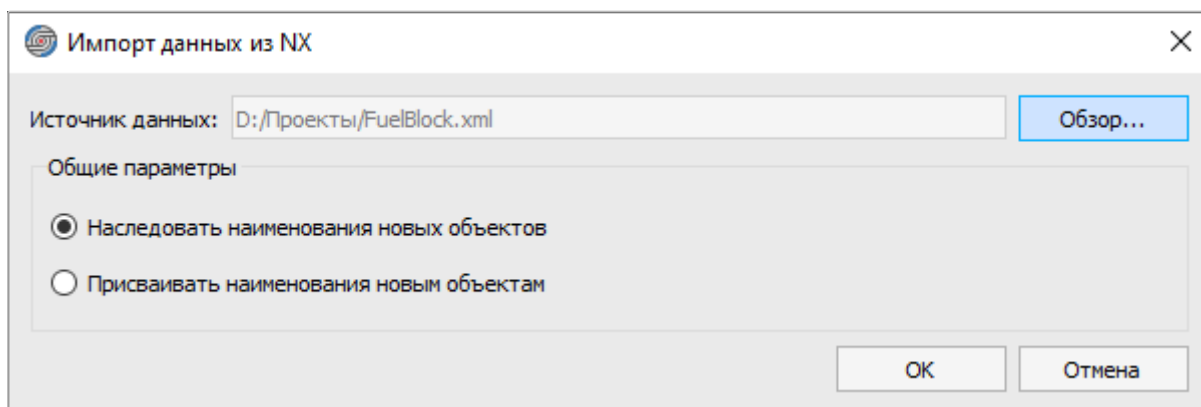 Импорт данных из NX
Источник данных: D:/Проекты/FuelBlock.xml Обзор...
Общие параметры
Наследовать наименования новых объектов
Присваивать наименования новым объектам
ОК Отмена